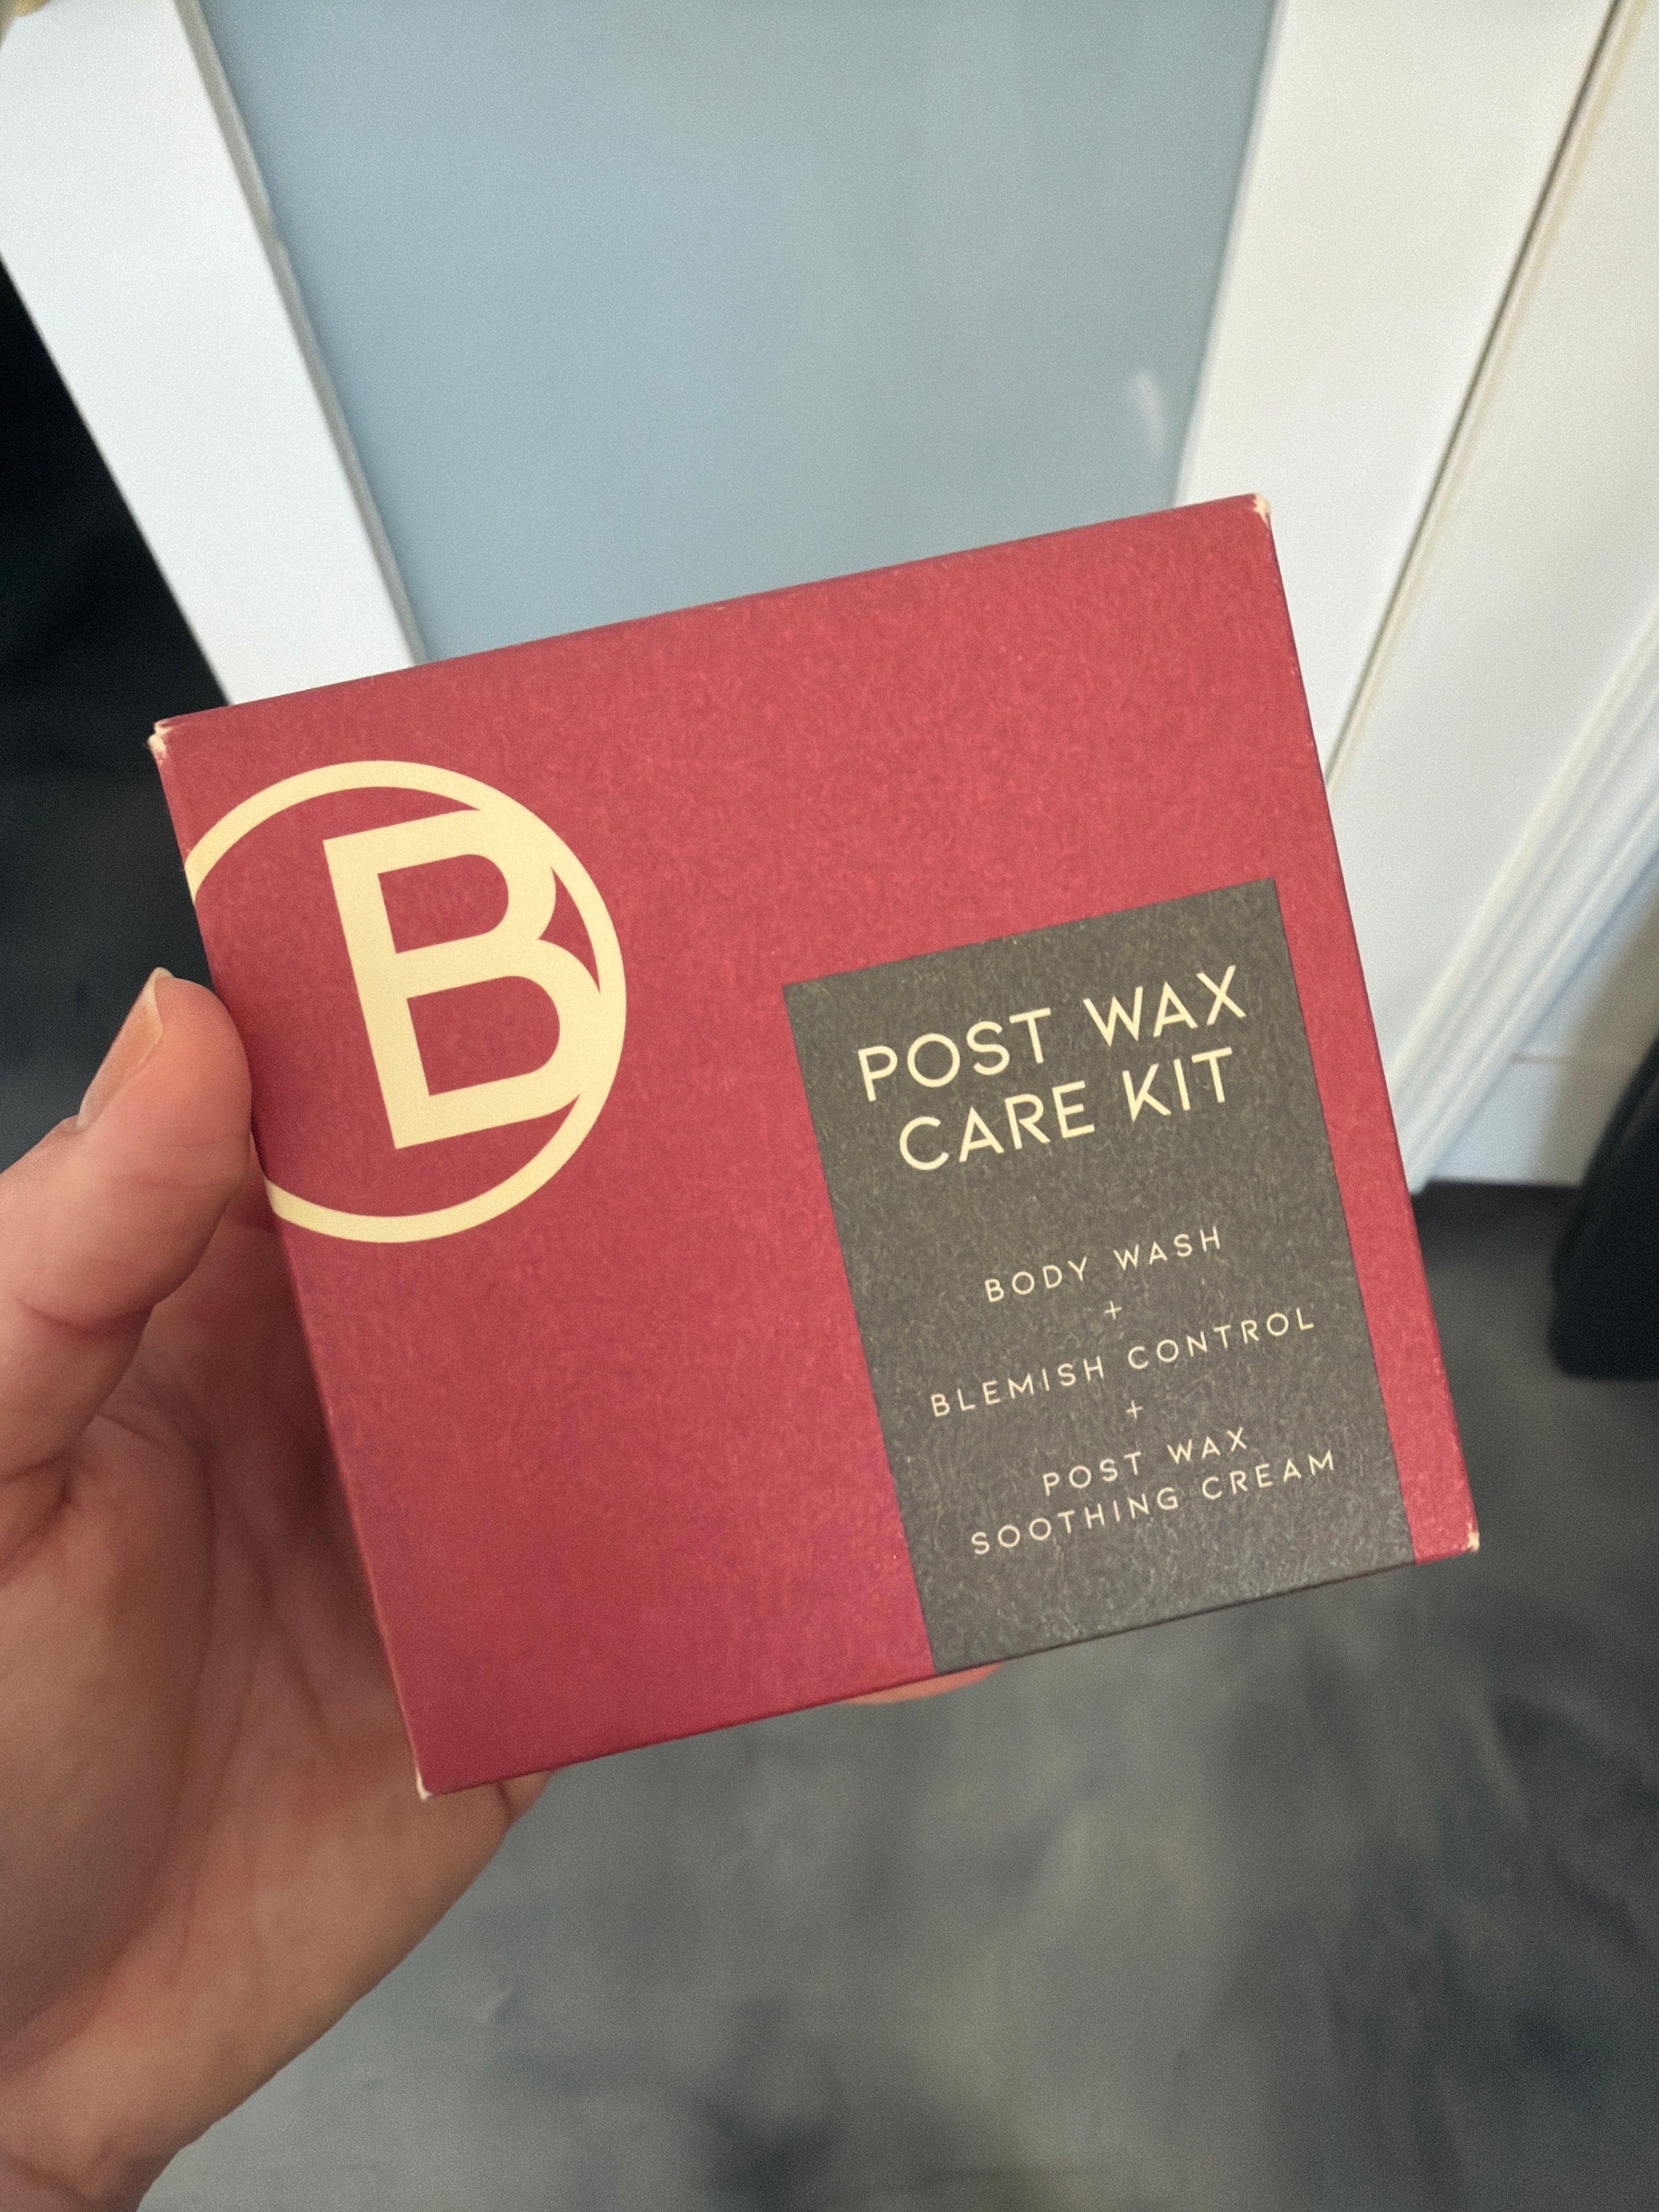 B
POST WAX
CARE KIT
BODY WASH
+
BLEMISH CONTROL
+
POST WAX
SOOTHING CREAM